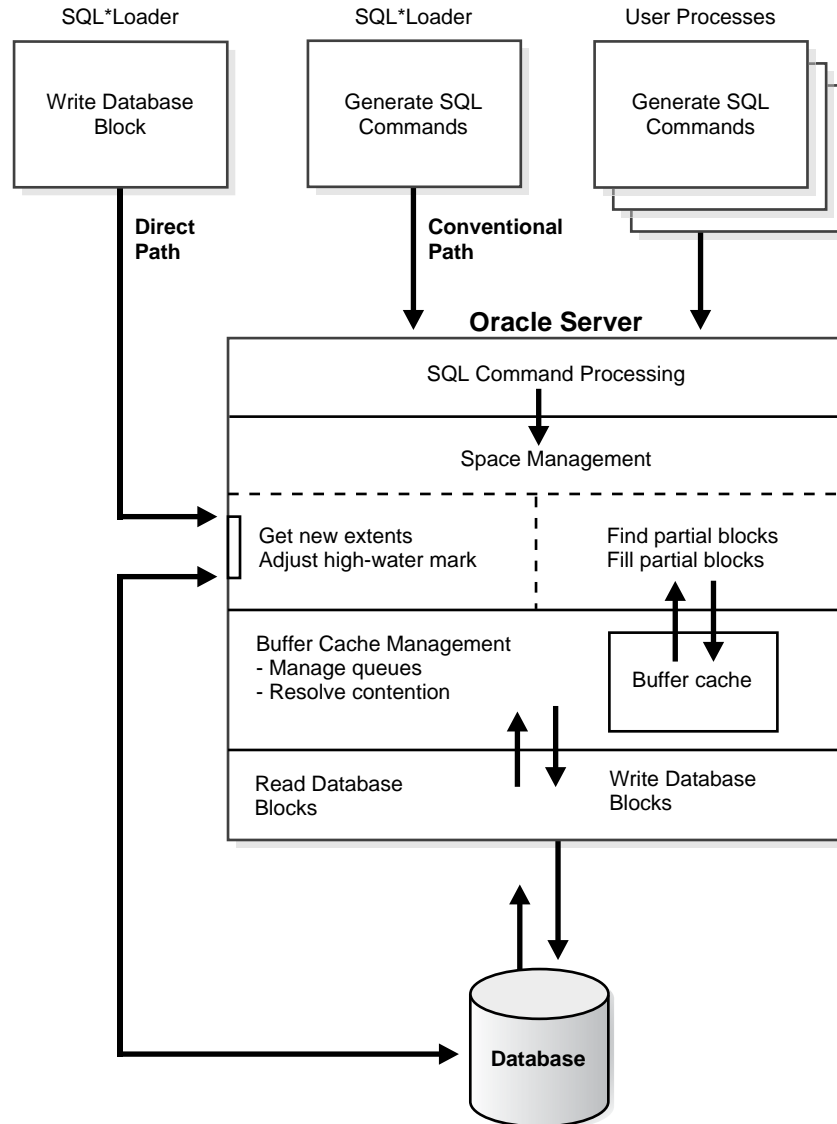 SQL*Loader
SQL*Loader
User Processes
Write Database
Block
Generate SQL
Commands
Generate SQL
Commands
Direct
Path
Conventional
Path
Oracle Server
SQL Command Processing
Space Management
Get new extents
Adjust high-water mark
Find partial blocks
Fill partial blocks
Buffer Cache Management
- Manage queues
- Resolve contention
Buffer cache
Read Database
Blocks
Write Database
Blocks
Database